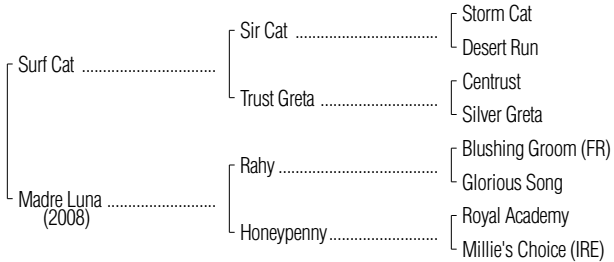 Storm Cat
Sir Cat ..................................
Desert Run
Surf Cat ................................
Centrust
Trust Greta ............................
Silver Greta
Blushing Groom (FR)
Rahy ......................................
Glorious Song
Madre Luna ..........................
(2008)
Royal Academy
Honeypenny..........................
Millie's Choice (IRE)